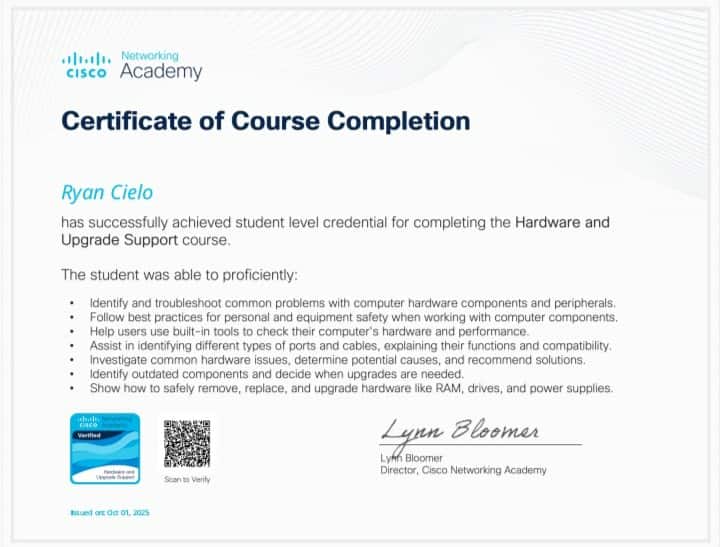 Networking
CISCO Academy
Certificate of Course Completion
Ryan Cielo
has successfully achieved student level credential for completing the Hardware and
Upgrade Support course.
The student was able to proficiently:
• Identify and troubleshoot common problems with computer hardware components and peripherals.
• Follow best practices for personal and equipment safety when working with computer components.
• Help users use built-in tools to check their computer's hardware and performance.
• Assist in identifying different types of ports and cables, explaining their functions and compatibility.
• Investigate common hardware issues, determine potential causes, and recommend solutions.
• Identify outdated components and decide when upgrades are needed.
• Show how to safely remove, replace, and upgrade hardware like RAM, drives, and power supplies.
Networking
CISCO Academy
Verified
Hardware and
Upgrade Support
Scan to Verify
Lynn Bloomer
Lynn Bloomer
Director, Cisco Networking Academy
Issued on: Oct 01, 2025